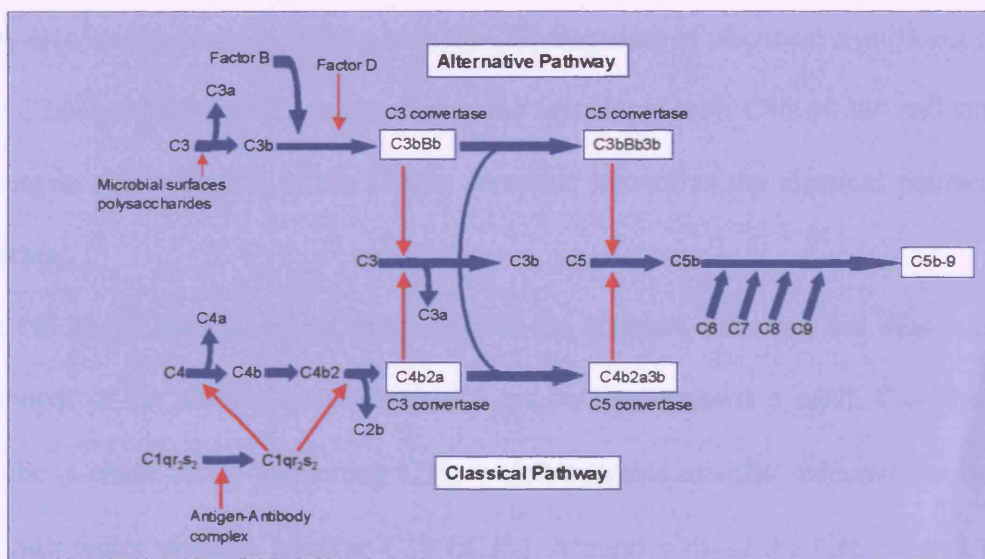 Factor B
Factor D
Alternative Pathway
C3a
C3 convertase
C5 convertase
C3
C3b
C3bBb
C3bBb3b
Microbial surfaces
polysaccharides
C3
C3b
C5
C5b
C5b-9
C3a
C4a
C6
C7
C8
C9
C4
C4b
C4b2
C4b2a
C4b2a3b
C3 convertase
C5 convertase
C2b
C1qr₂s₂
C1qr₂s₂
Classical Pathway
Antigen-Antibody
complex